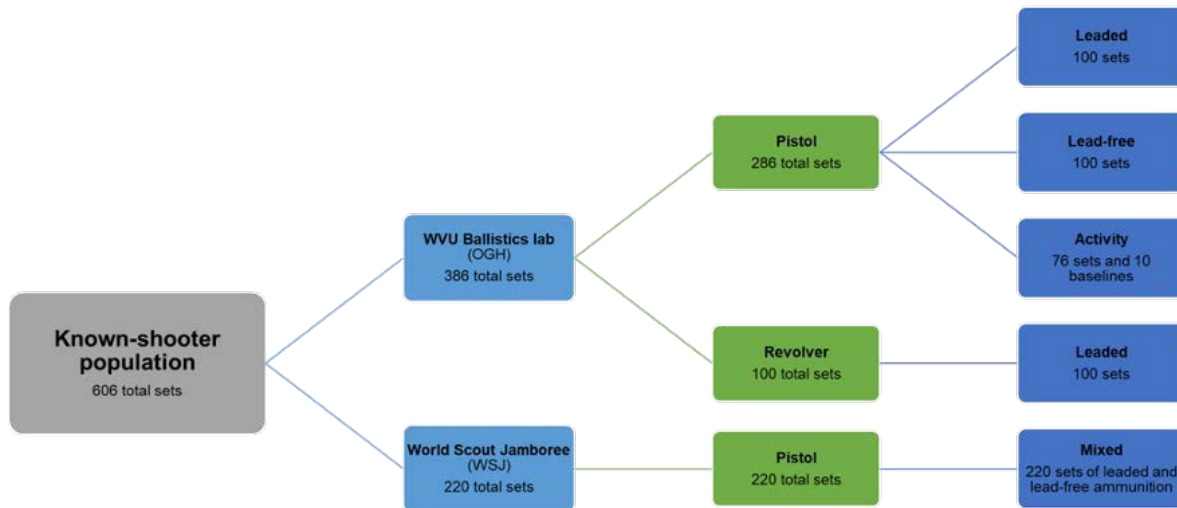 Known-shooter
population
606 total sets
WVU Ballistics lab
(OGH)
386 total sets
World Scout Jamboree
(WSJ)
220 total sets
Pistol
286 total sets
Revolver
100 total sets
Pistol
220 total sets
Leaded
100 sets
Lead-free
100 sets
Activity
76 sets and 10
baselines
Leaded
100 sets
Mixed
220 sets of leaded and
lead-free ammunition